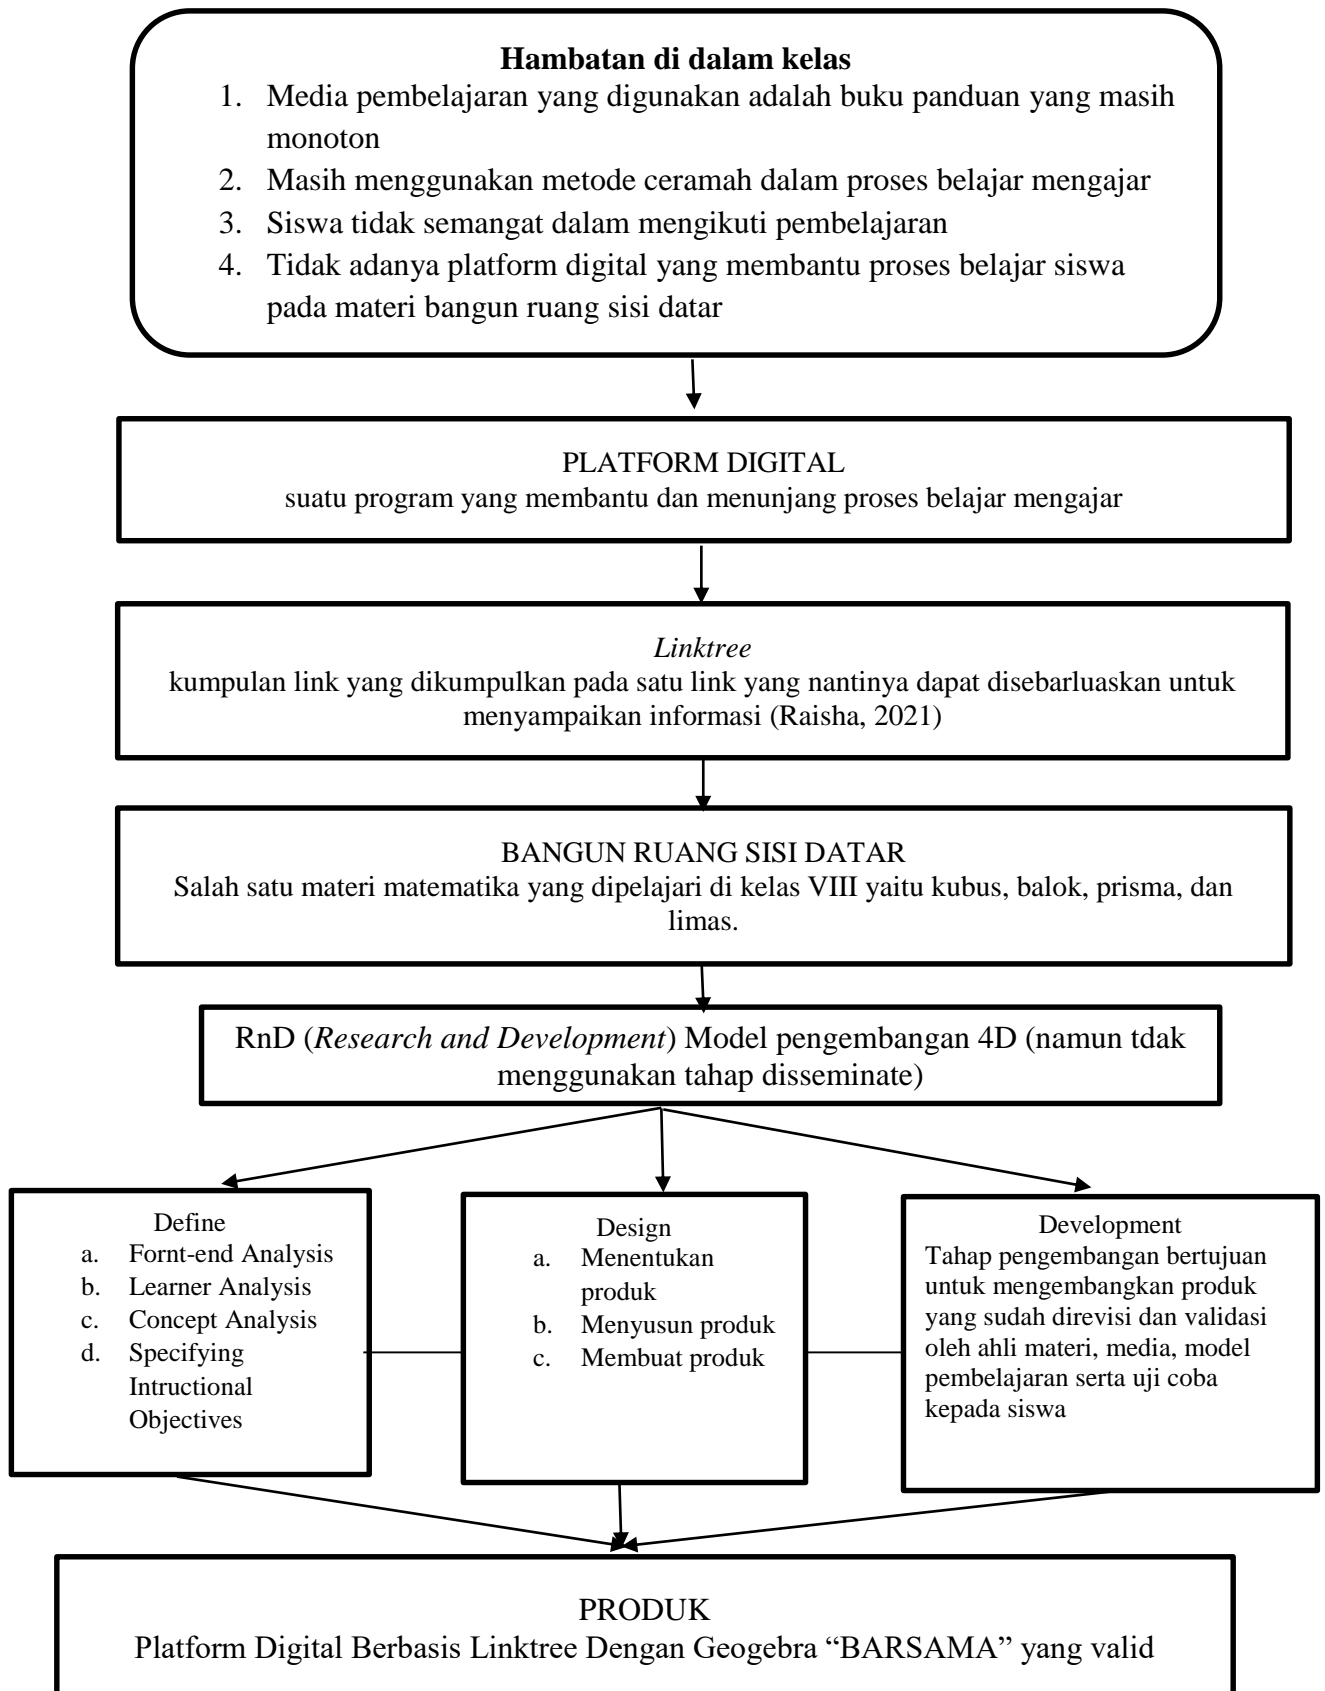 Hambatan di dalam kelas
1. Media pembelajaran yang digunakan adalah buku panduan yang masih
monoton
2. Masih menggunakan metode ceramah dalam proses belajar mengajar
3. Siswa tidak semangat dalam mengikuti pembelajaran
4. Tidak adanya platform digital yang membantu proses belajar siswa
pada materi bangun ruang sisi datar
PLATFORM DIGITAL
suatu program yang membantu dan menunjang proses belajar mengajar
Linktree
kumpulan link yang dikumpulkan pada satu link yang nantinya dapat disebarluaskan untuk
menyampaikan informasi (Raisha, 2021)
BANGUN RUANG SISI DATAR
Salah satu materi matematika yang dipelajari di kelas VIII yaitu kubus, balok, prisma, dan
limas.
RnD (Research and Development) Model pengembangan 4D (namun tdak
menggunakan tahap disseminate)
Define
a. Fornt-end Analysis
b. Learner Analysis
c. Concept Analysis
d. Specifying
Intructional
Objectives
Design
a. Menentukan
produk
b. Menyusun produk
c. Membuat produk
Development
Tahap pengembangan bertujuan
untuk mengembangkan produk
yang sudah direvisi dan validasi
oleh ahli materi, media, model
pembelajaran serta uji coba
kepada siswa
PRODUK
Platform Digital Berbasis Linktree Dengan Geogebra “BARSAMA” yang valid